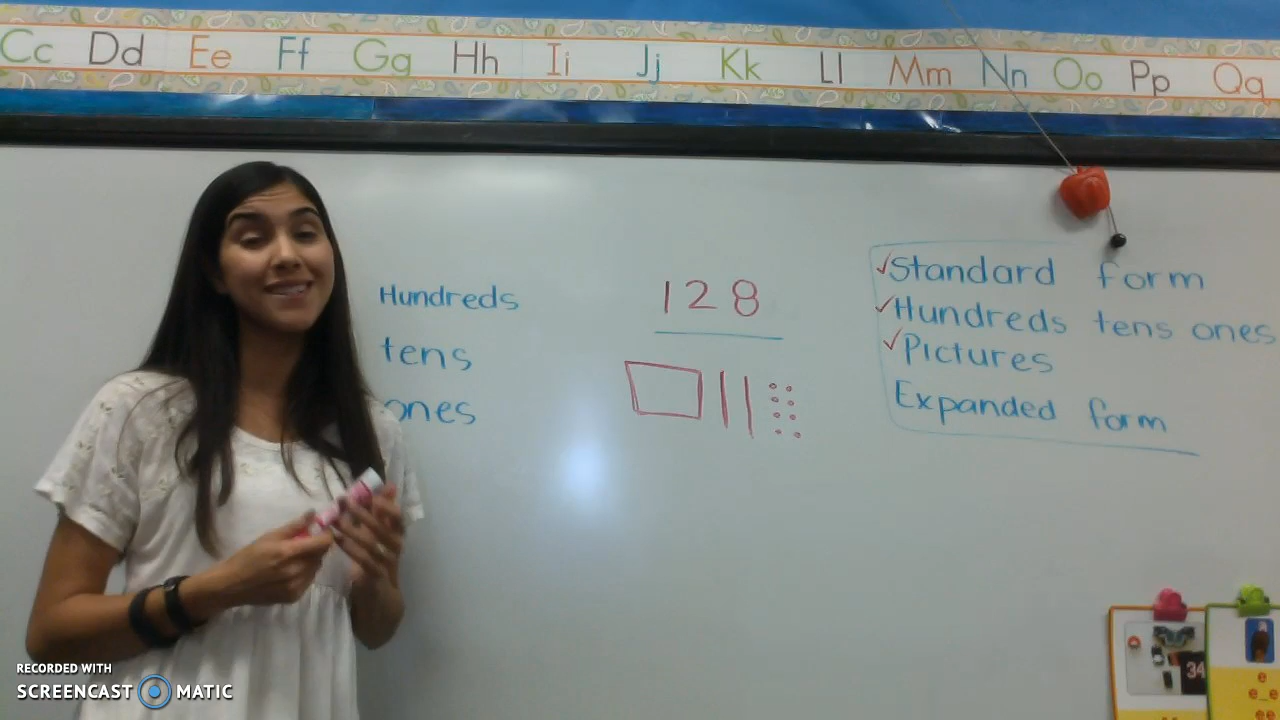 Cc Dd Ee Ff Gg Hh Ii Jj Kk Ll Mm Nn Oo Pp Qq
Hundreds
tens
ones
128
✓Standard form
✓Hundreds tens ones
✓Pictures
Expanded form
34
RECORDED WITH
SCREENCAST MATIC